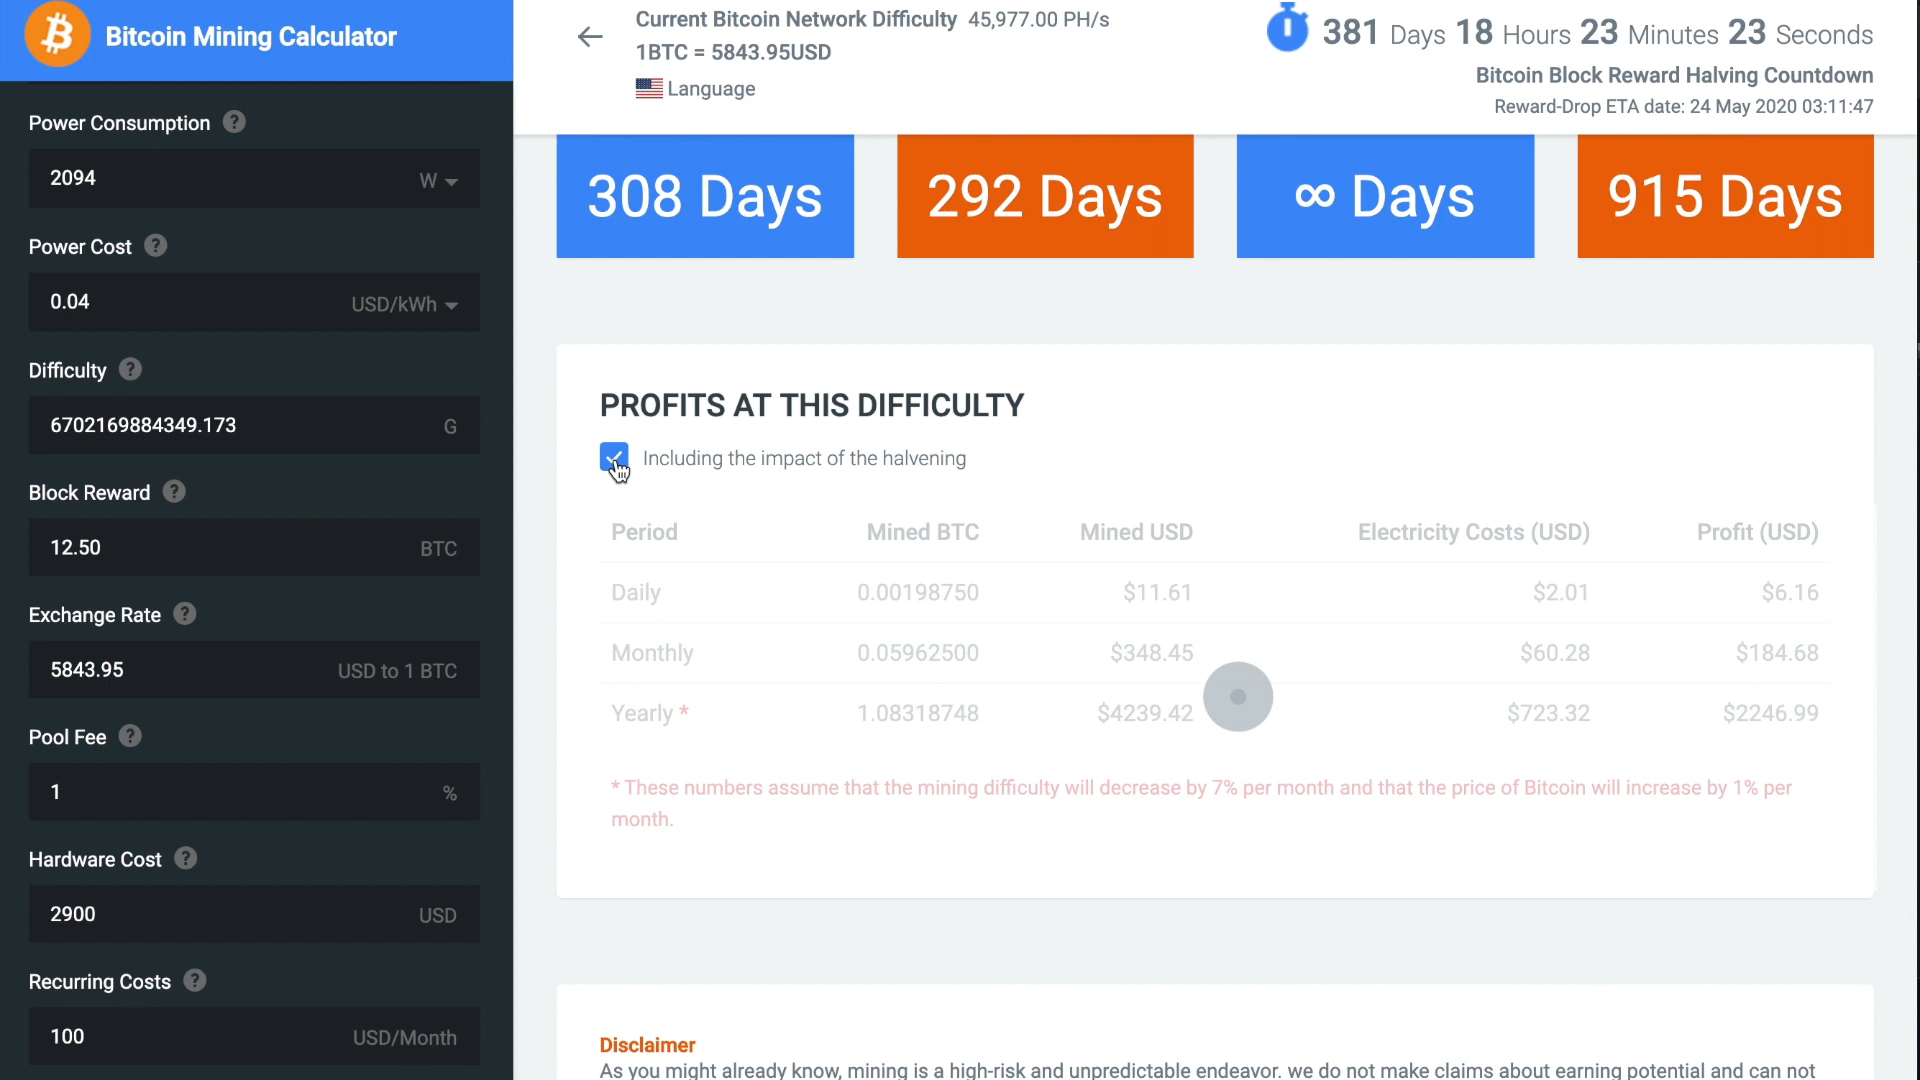 Bitcoin Mining Calculator
Power Consumption ?
2094 W
Power Cost ?
0.04 USD/kWh
Difficulty ?
6702169884349.173 G
Block Reward ?
12.50 BTC
Exchange Rate ?
5843.95 USD to 1 BTC
Pool Fee ?
1 %
Hardware Cost ?
2900 USD
Recurring Costs ?
100 USD/Month
Current Bitcoin Network Difficulty 45,977.00 PH/s
1BTC = 5843.95USD
Language
381 Days 18 Hours 23 Minutes 23 Seconds
Bitcoin Block Reward Halving Countdown
Reward-Drop ETA date: 24 May 2020 03:11:47
308 Days 292 Days ∞ Days 915 Days
PROFITS AT THIS DIFFICULTY
Including the impact of the halvening
Period Mined BTC Mined USD Electricity Costs (USD) Profit (USD)
Daily 0.00198750 $11.61 $2.01 $6.16
Monthly 0.05962500 $348.45 $60.28 $184.68
Yearly * 1.08318748 $4239.42 $723.32 $2246.99
* These numbers assume that the mining difficulty will decrease by 7% per month and that the price of Bitcoin will increase by 1% per
month.
Disclaimer
As you might already know, mining is a high-risk and unpredictable endeavor. we do not make claims about earning potential and can not